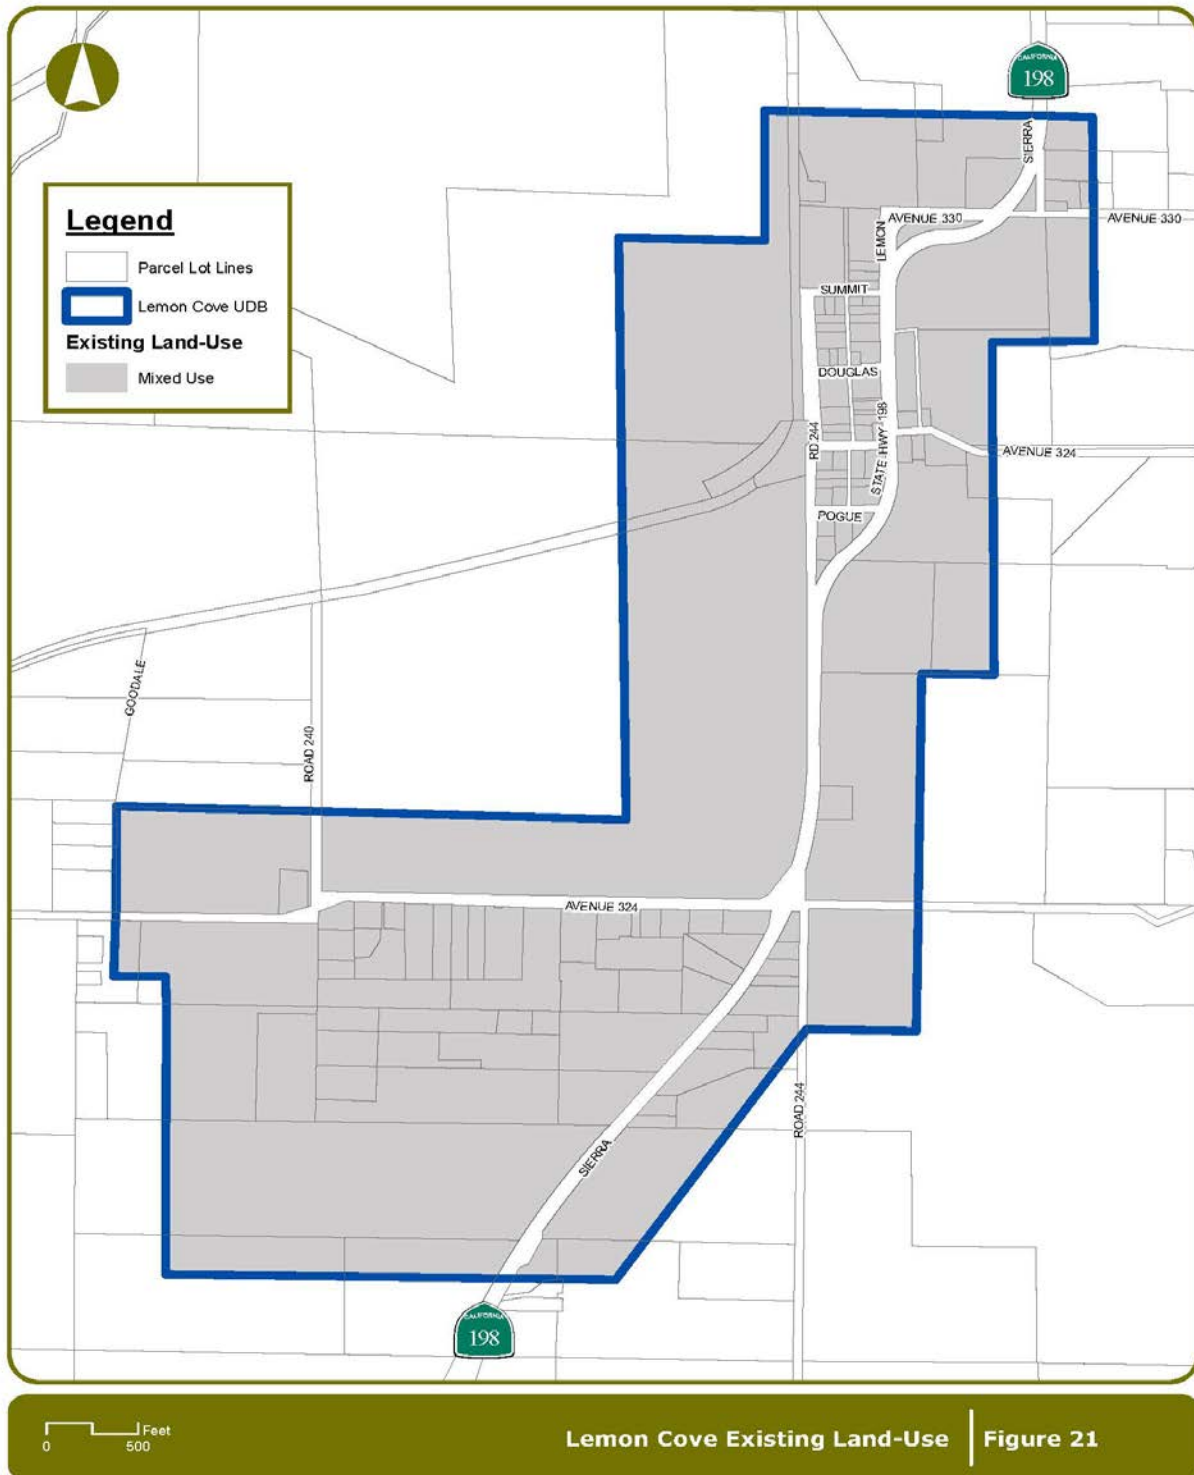 CALIFORNIA
198
SIERRA
AVENUE 330
AVENUE 330
LEMON
Legend
Parcel Lot Lines
Lemon Cove UDB
Existing Land-Use
Mixed Use
SUMMIT
DOUGLAS
STATE HWY 198
RD 244
AVENUE 324
POGUE
GOODALE
ROAD 240
AVENUE 324
ROAD 244
SIERRA
CALIFORNIA
198
Feet
0 500
Lemon Cove Existing Land-Use Figure 21